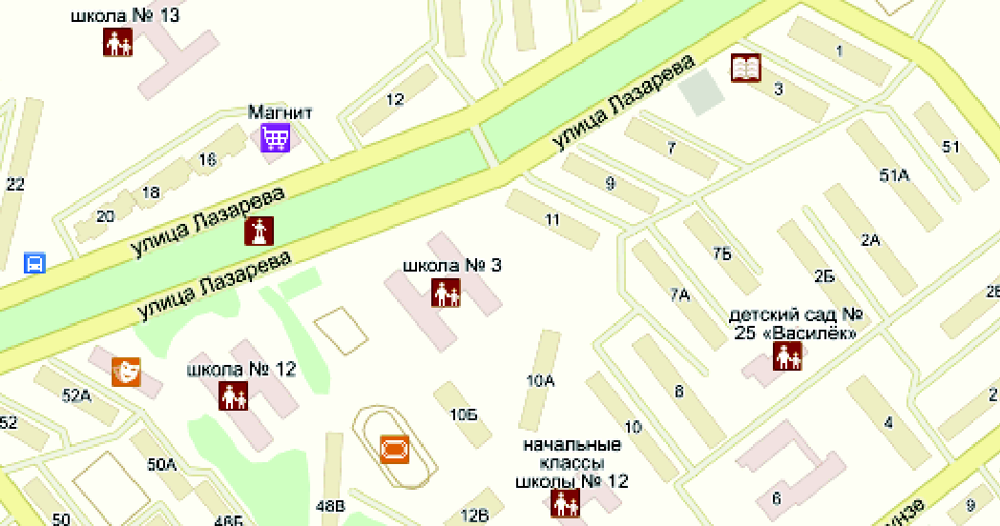 школа № 13
1
3
12
Магнит
улица Лазарева
7
16
51
51А
22
18
9
20
улица Лазарева
11
2А
7Б
школа № 3
2Б
улица Лазарева
7А
детский сад №
25 «Василёк»
школа № 12
10А
8
52А
10Б
4
52
10
начальные
классы
школы № 12
50А
6
48В
12В
50
48Б
9